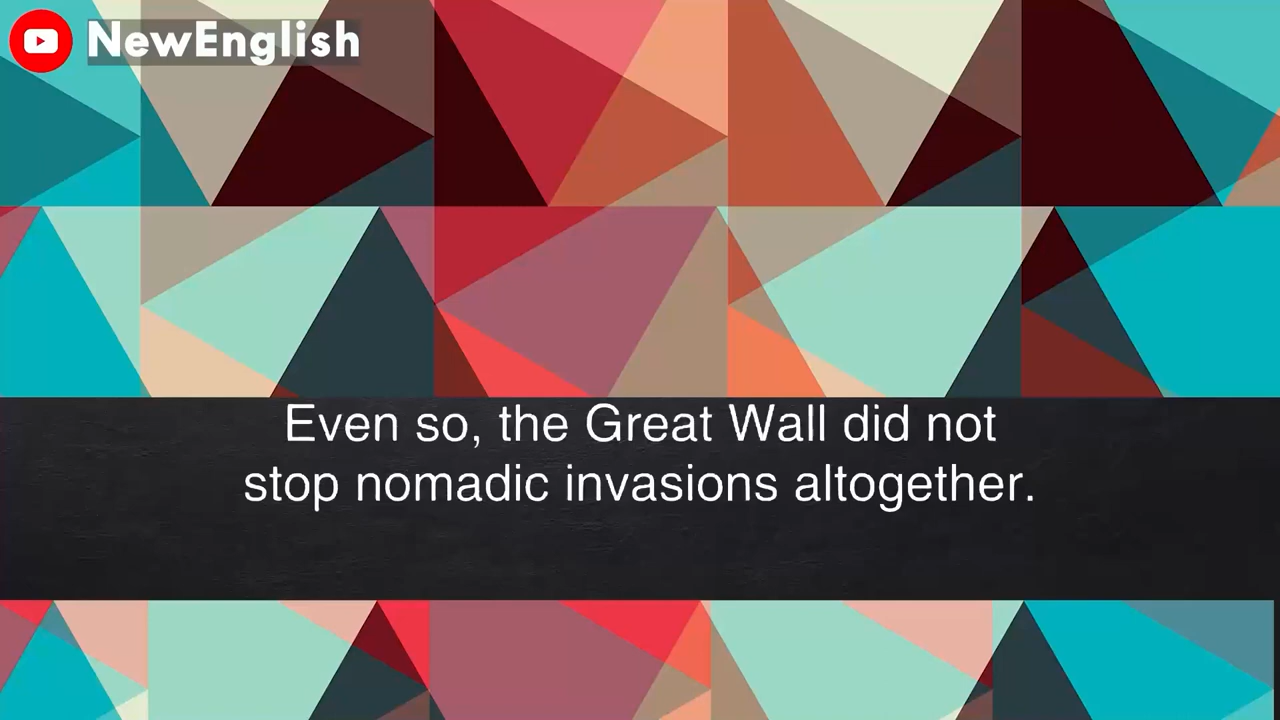 NewEnglish
Even so, the Great Wall did not
stop nomadic invasions altogether.